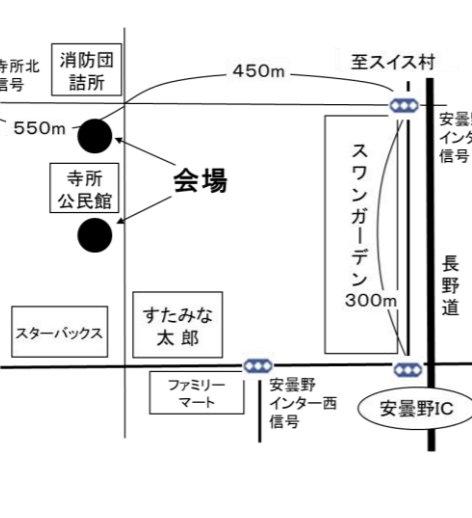 消防団
詰所
寺所北
信号
450m
至スイス村
550m
安曇野
インター
信号
寺所
公民館
会場
スワンガーデン
300m
長野道
スターバックス
すたみな
太郎
ファミリー
マート
安曇野
インター西
信号
安曇野IC